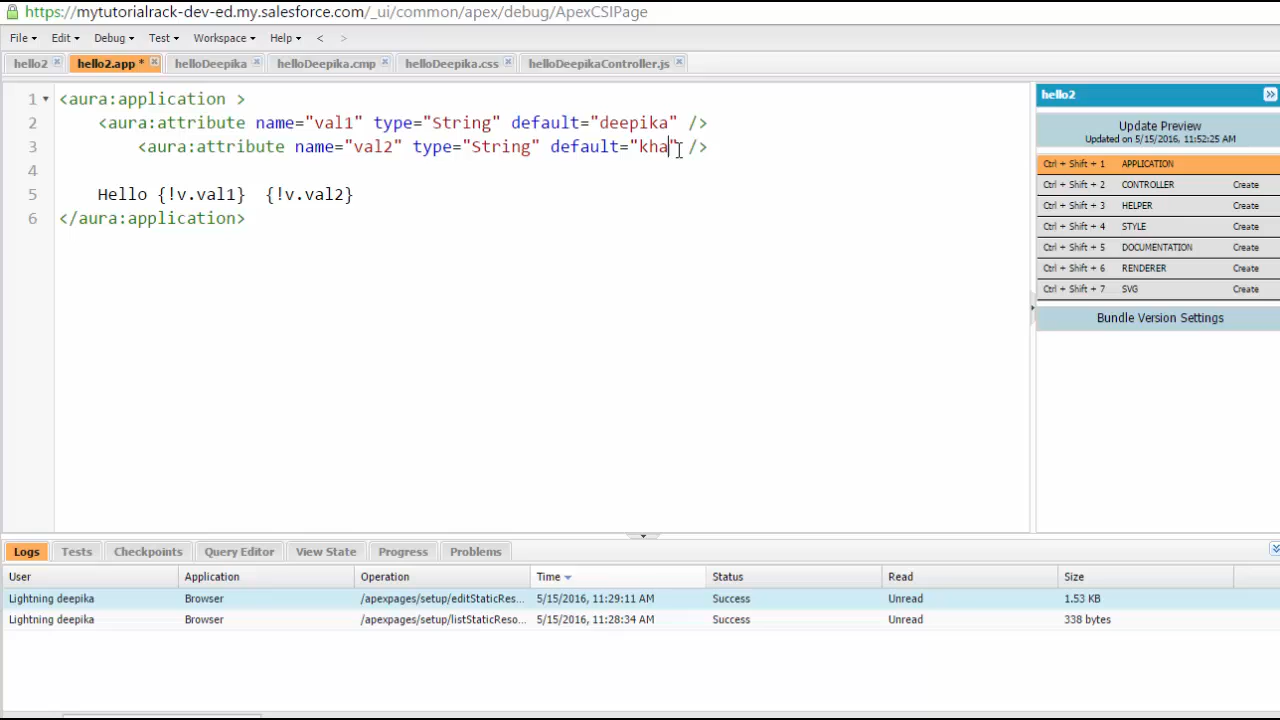 https://mytutorialrack-dev-ed.my.salesforce.com/_ui/common/apex/debug/ApexCSIPage
File Edit Debug Test Workspace Help < >
hello2 hello2.app * helloDeepika helloDeepika.cmp helloDeepika.css helloDeepikaController.js
1 <aura:application >
2 <aura:attribute name="val1" type="String" default="deepika" />
3 <aura:attribute name="val2" type="String" default="kha" />
4
5 Hello {!v.val1} {!v.val2}
6 </aura:application>
hello2
Update Preview
Updated on 5/15/2016, 11:52:25 AM
Ctrl + Shift + 1 APPLICATION
Ctrl + Shift + 2 CONTROLLER Create
Ctrl + Shift + 3 HELPER Create
Ctrl + Shift + 4 STYLE Create
Ctrl + Shift + 5 DOCUMENTATION Create
Ctrl + Shift + 6 RENDERER Create
Ctrl + Shift + 7 SVG Create
Bundle Version Settings
Logs Tests Checkpoints Query Editor View State Progress Problems
User Application Operation Time Status Read Size
Lightning deepika Browser /apexpages/setup/editStaticRes... 5/15/2016, 11:29:11 AM Success Unread 1.53 KB
Lightning deepika Browser /apexpages/setup/listStaticReso... 5/15/2016, 11:28:34 AM Success Unread 338 bytes